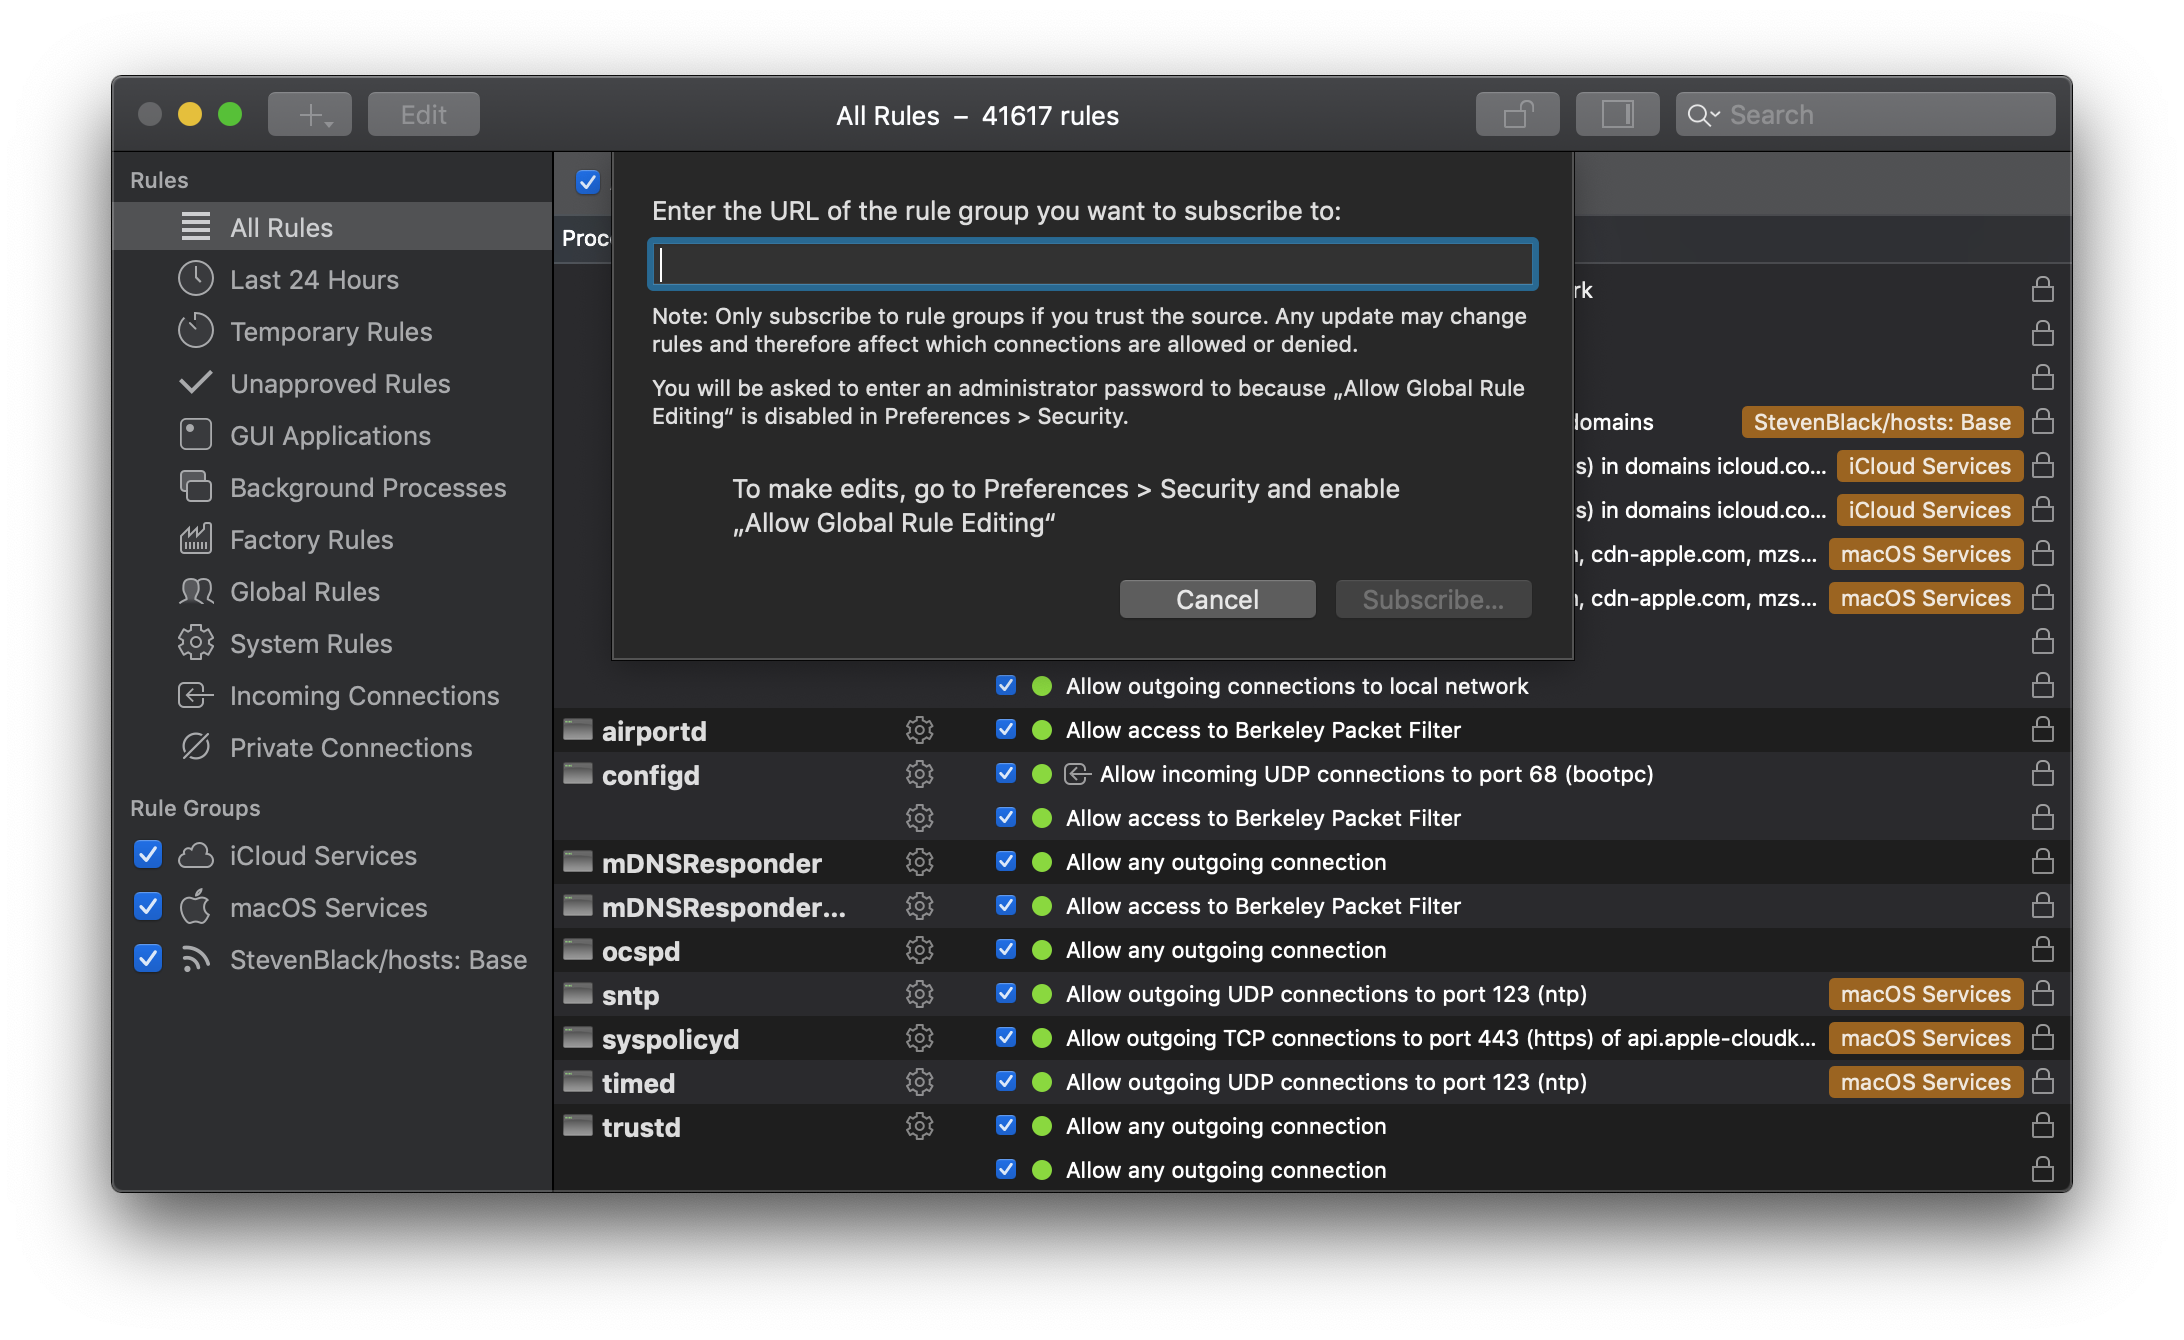 Edit
All Rules – 41617 rules
Search
Rules
All Rules
Last 24 Hours
Temporary Rules
Unapproved Rules
GUI Applications
Background Processes
Factory Rules
Global Rules
System Rules
Incoming Connections
Private Connections
Rule Groups
iCloud Services
macOS Services
StevenBlack/hosts: Base
Enter the URL of the rule group you want to subscribe to:
Note: Only subscribe to rule groups if you trust the source. Any update may change
rules and therefore affect which connections are allowed or denied.
You will be asked to enter an administrator password to because „Allow Global Rule
Editing“ is disabled in Preferences > Security.
To make edits, go to Preferences > Security and enable
„Allow Global Rule Editing“
Cancel
Subscribe...
StevenBlack/hosts: Base
s) in domains icloud.co... iCloud Services
s) in domains icloud.co... iCloud Services
, cdn-apple.com, mzs... macOS Services
, cdn-apple.com, mzs... macOS Services
Allow outgoing connections to local network
airportd Allow access to Berkeley Packet Filter
configd Allow incoming UDP connections to port 68 (bootpc)
Allow access to Berkeley Packet Filter
mDNSResponder Allow any outgoing connection
mDNSResponder... Allow access to Berkeley Packet Filter
ocspd Allow any outgoing connection
sntp Allow outgoing UDP connections to port 123 (ntp) macOS Services
syspolicyd Allow outgoing TCP connections to port 443 (https) of api.apple-cloudk... macOS Services
timed Allow outgoing UDP connections to port 123 (ntp) macOS Services
trustd Allow any outgoing connection
Allow any outgoing connection